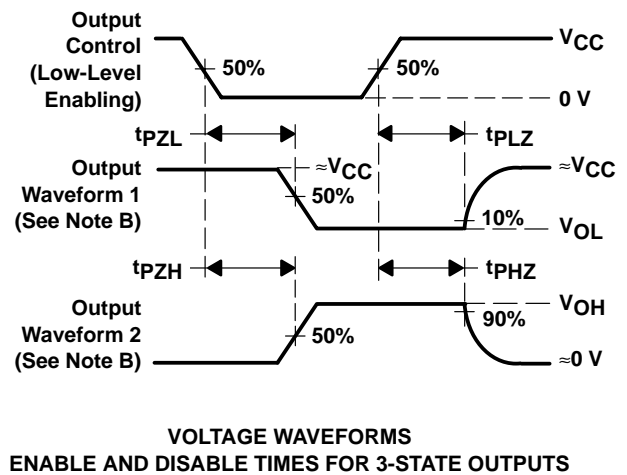 Output
Control
(Low-Level
Enabling)
50%
50%
VCC
0 V
tPZL
tPLZ
Output
Waveform 1
(See Note B)
≈VCC
50%
≈VCC
10%
VOL
tPZH
tPHZ
Output
Waveform 2
(See Note B)
50%
VOH
90%
≈0 V
VOLTAGE WAVEFORMS
ENABLE AND DISABLE TIMES FOR 3-STATE OUTPUTS